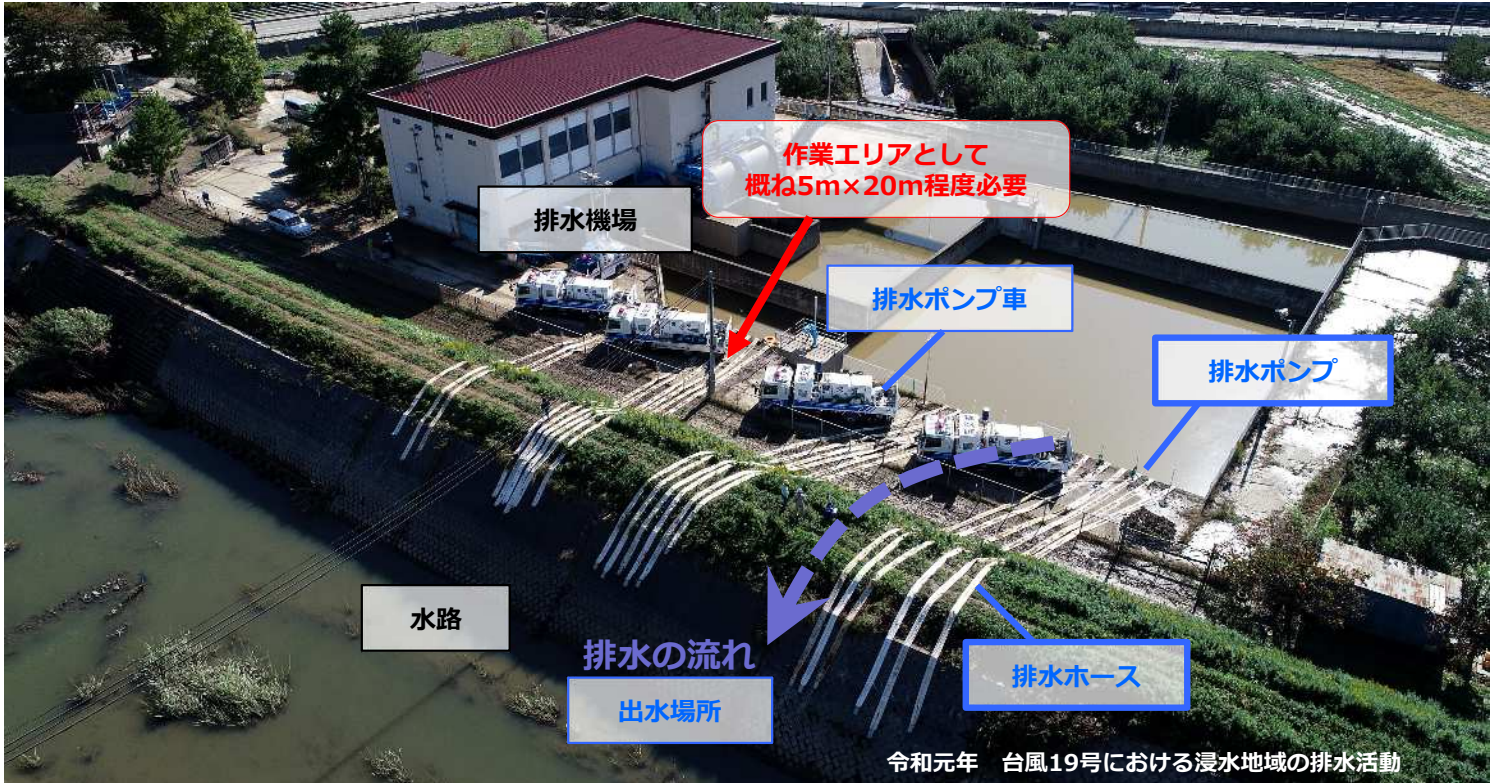 作業エリアとして
概ね5m×20m程度必要
排水機場
排水ポンプ車
排水ポンプ
水路
排水の流れ
出水場所
排水ホース
令和元年 台風19号における浸水地域の排水活動